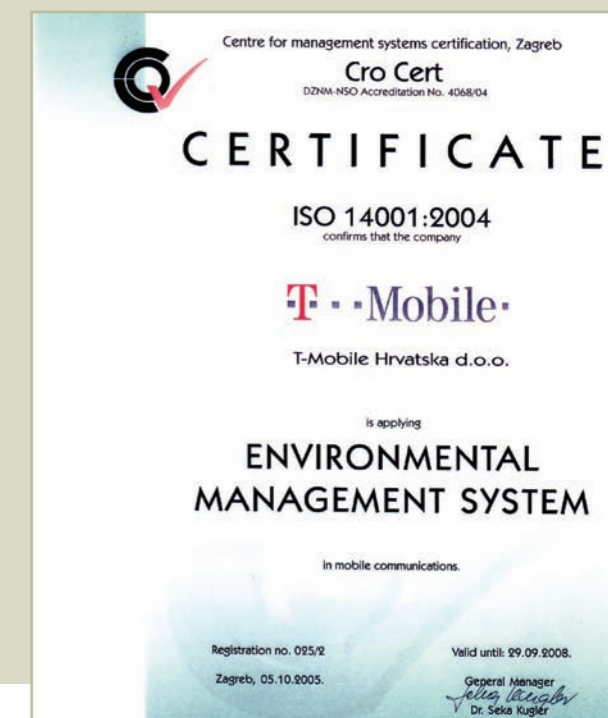 Centre for management systems certification, Zagreb
Cro Cert
DZNM-NSO Accreditation No. 4068/04
CERTIFICATE
ISO 14001:2004
confirms that the company
T · · Mobile ·
T-Mobile Hrvatska d.o.o.
is applying
ENVIRONMENTAL
MANAGEMENT SYSTEM
in mobile communications.
Registration no. 025/2
Valid until: 29.09.2008.
Zagreb, 05.10.2005.
General Manager
Dr. Seka Kugler